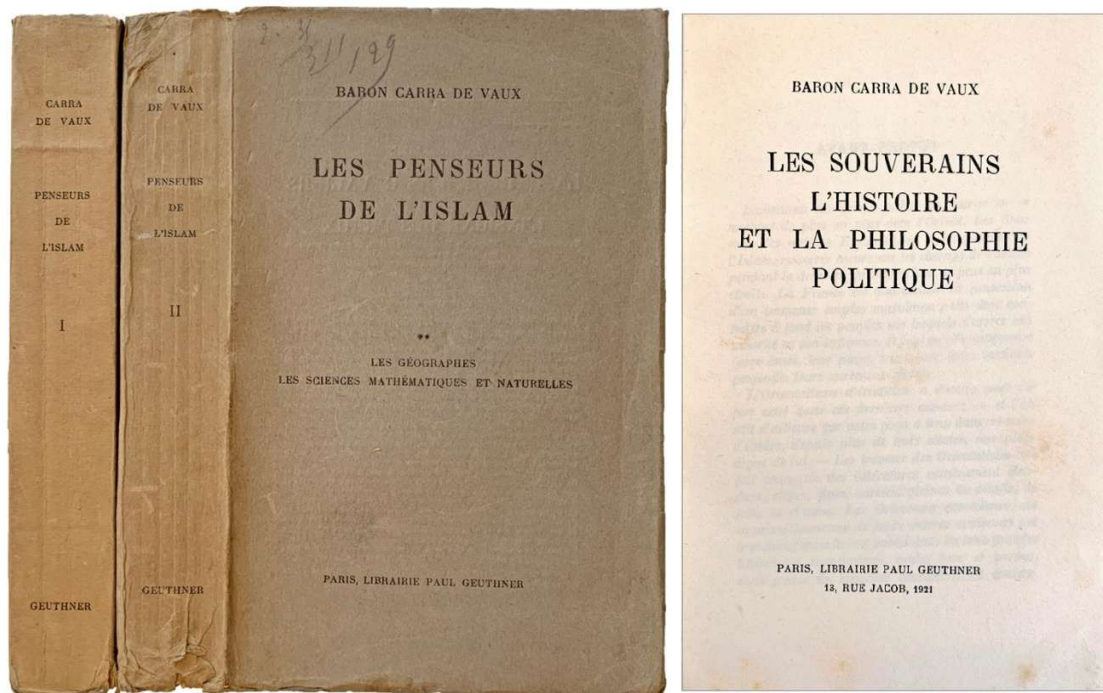 CARRA
DE VAUX
PENSEURS
DE
L'ISLAM
I
GEUTHNER
CARRA
DE VAUX
PENSEURS
DE
L'ISLAM
II
GEUTHNER
BARON CARRA DE VAUX
LES PENSEURS
DE L'ISLAM
**
LES GÉOGRAPHES
LES SCIENCES MATHÉMATIQUES ET NATURELLES
PARIS, LIBRAIRIE PAUL GEUTHNER
BARON CARRA DE VAUX
LES SOUVERAINS
L'HISTOIRE
ET LA PHILOSOPHIE
POLITIQUE
PARIS, LIBRAIRIE PAUL GEUTHNER
13, RUE JACOB, 1921